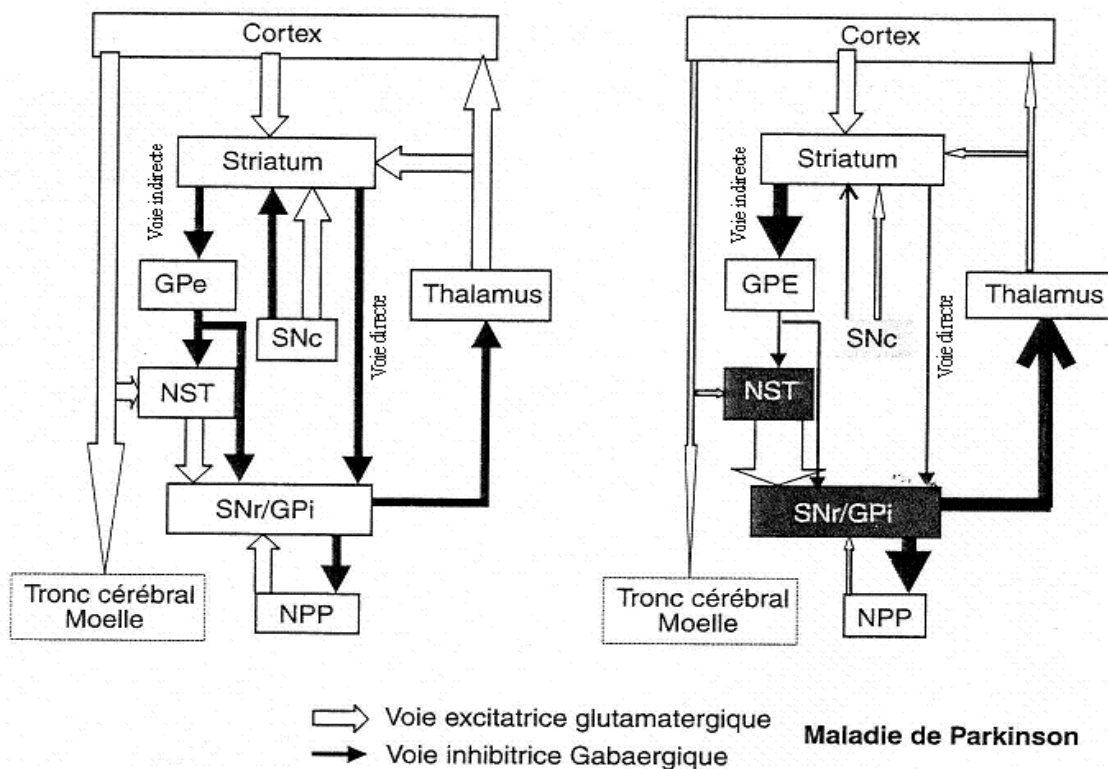 Cortex
Striatum
Voie indirecte
GPe
SNc
Voie directe
Thalamus
NST
SNr/GPi
Tronc cérébral
Moelle
NPP
Cortex
Striatum
Voie indirecte
GPE
SNc
Voie directe
Thalamus
NST
SNr/GPi
Tronc cérébral
Moelle
NPP
Voie excitatrice glutamatergique
Voie inhibitrice Gabaergique
Maladie de Parkinson